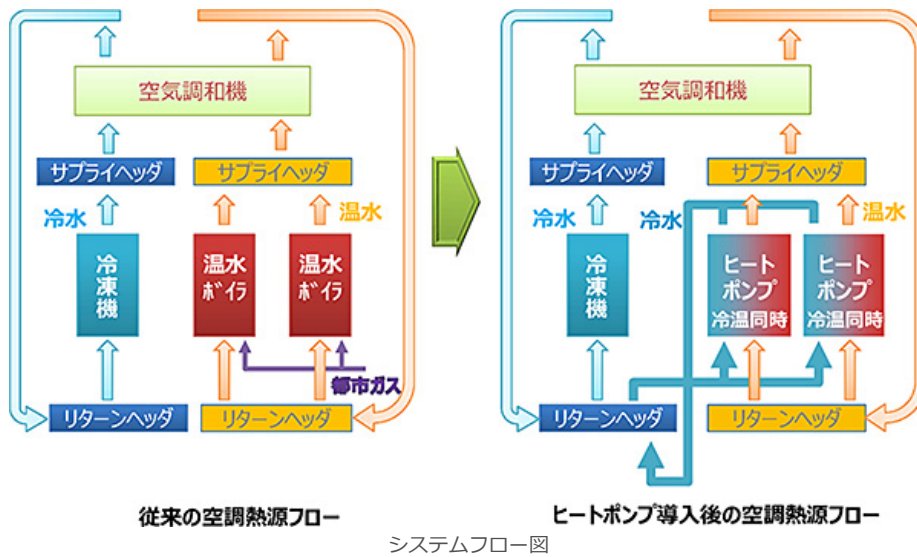 空気調和機
サプライヘッダ
サプライヘッダ
冷水
温水
冷凍機
温水
ボイラ
温水
ボイラ
都市ガス
リターンヘッダ
リターンヘッダ
従来の空調熱源フロー
空気調和機
サプライヘッダ
サプライヘッダ
冷水
冷水
温水
冷凍機
ヒート
ポンプ
冷温同時
ヒート
ポンプ
冷温同時
リターンヘッダ
リターンヘッダ
ヒートポンプ導入後の空調熱源フロー
システムフロー図